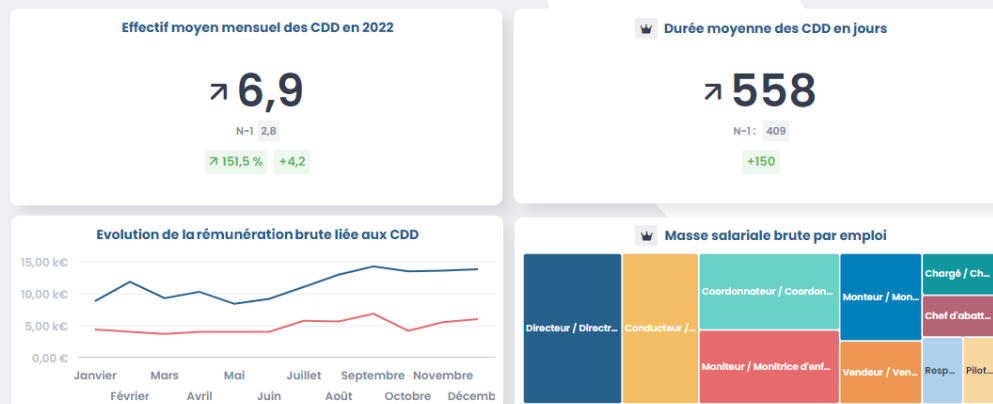 Effectif moyen mensuel des CDD en 2022
6,9
N-1 2,8
151,5 % +4,2
Durée moyenne des CDD en jours
558
N-1 : 409
+150
Evolution de la rémunération brute liée aux CDD
15,00 k€
10,00 k€
5,00 k€
0,00 €
Janvier Mars Mai Juillet Septembre Novembre
Février Avril Juin Août Octobre Décemb
Masse salariale brute par emploi
Directeur / Directr...
Conducteur /...
Coordonnateur / Coordon...
Moniteur / Monitrice d'enf...
Monteur / Mon...
Vendeur / Ven...
Chargé / Ch...
Chef d'abatt...
Resp...
Pilot...